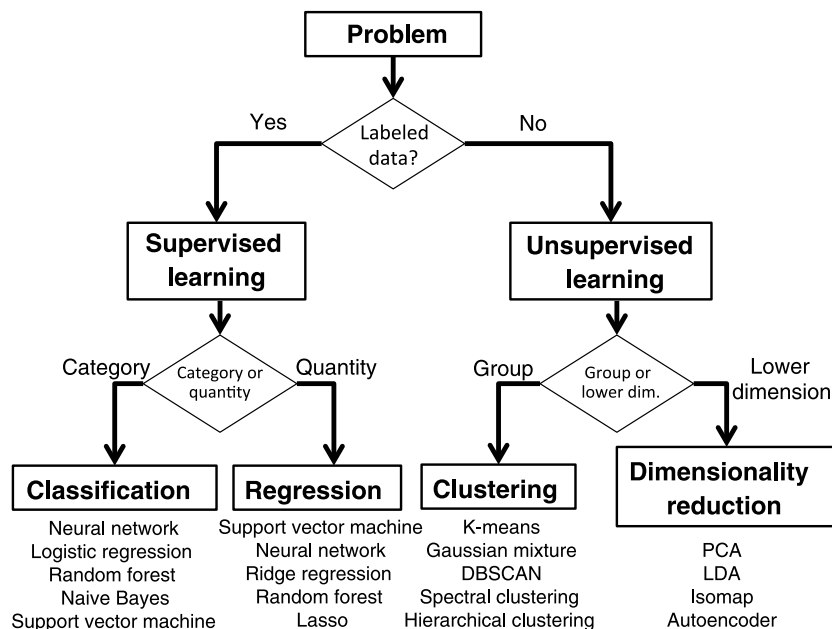 Problem
Yes
No
Labeled
data?
Supervised
learning
Unsupervised
learning
Category
Quantity
Category or
quantity
Group
Lower
dimension
Group or
lower dim.
Classification
Neural network
Logistic regression
Random forest
Naive Bayes
Support vector machine
Regression
Support vector machine
Neural network
Ridge regression
Random forest
Lasso
Clustering
K-means
Gaussian mixture
DBSCAN
Spectral clustering
Hierarchical clustering
Dimensionality
reduction
PCA
LDA
Isomap
Autoencoder